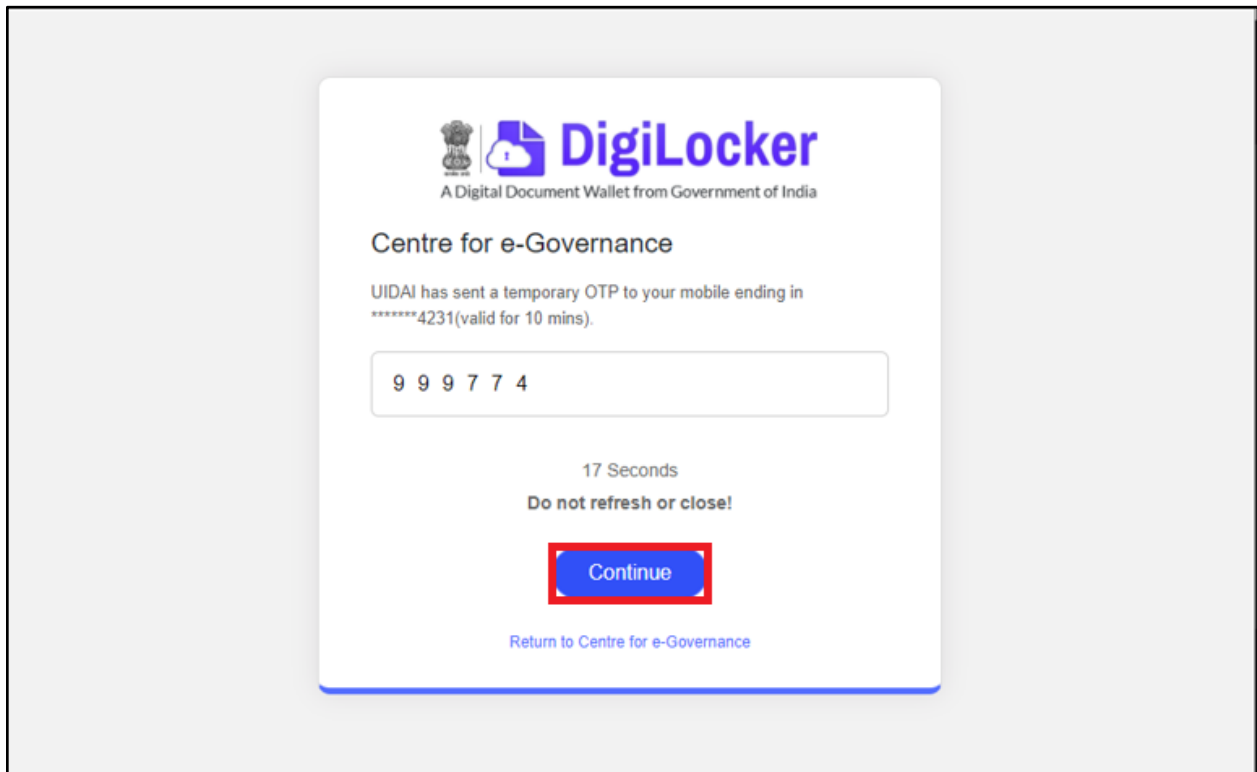 DigiLocker
A Digital Document Wallet from Government of India
Centre for e-Governance
UIDAI has sent a temporary OTP to your mobile ending in
*******4231(valid for 10 mins).
9 9 9 7 7 4
17 Seconds
Do not refresh or close!
Continue
Return to Centre for e-Governance